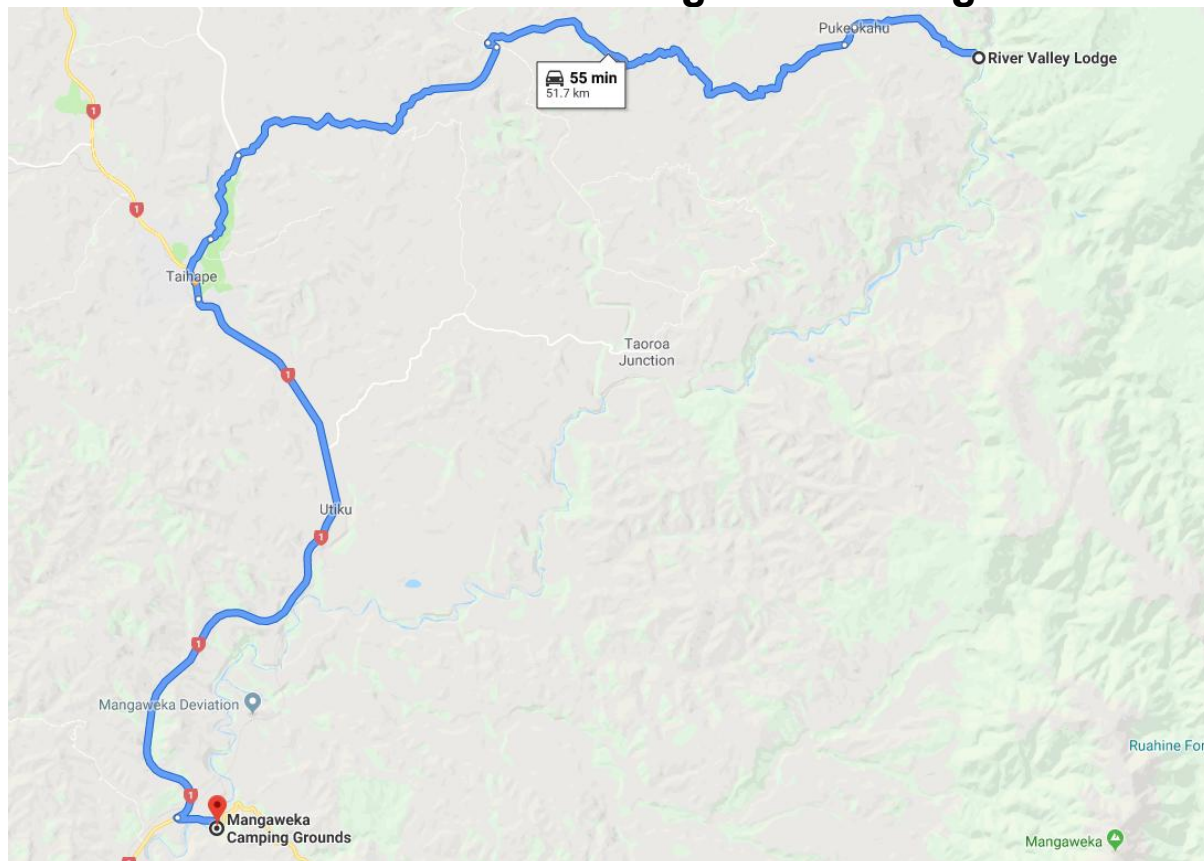 Pukeokahu
River Valley Lodge
55 min
51.7 km
1
1
Taihape
Taoroa
Junction
1
Utiku
1
1
Mangaweka Deviation
Ruahine For
1
Mangaweka
Camping Grounds
Mangaweka